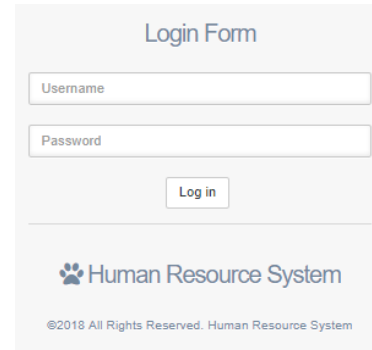 Login Form
Username
Password
Log in
Human Resource System
©2018 All Rights Reserved. Human Resource System